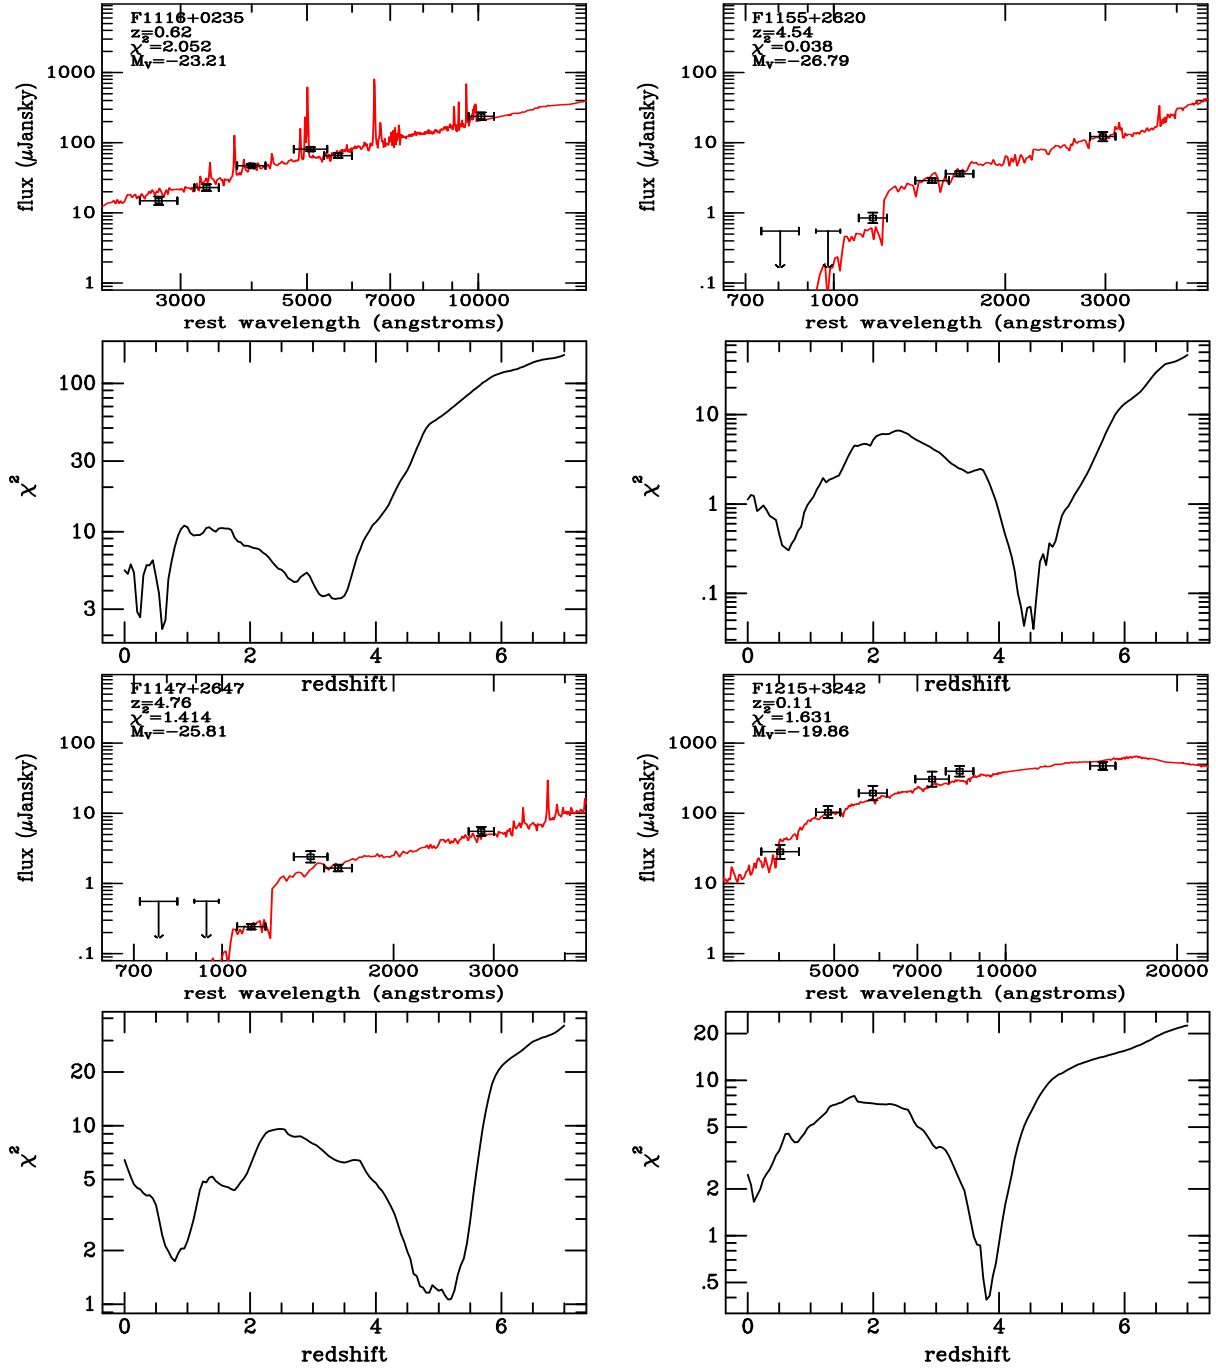 F1116+0235
z=0.62
χ²=2.052
M_V=−23.21
1000
100
10
1
flux (μJansky)
3000 5000 7000 10000
rest wavelength (angstroms)
F1155+2620
z=4.54
χ²=0.038
M_V=−26.79
100
10
1
.1
flux (μJansky)
700 1000 2000 3000
rest wavelength (angstroms)
100
30
10
3
χ²
0 2 4 6
redshift
10
1
.1
χ²
0 2 4 6
redshift
F1147+2647
z=4.76
χ²=1.414
M_V=−25.81
100
10
1
.1
flux (μJansky)
700 1000 2000 3000
rest wavelength (angstroms)
F1215+3242
z=0.11
χ²=1.631
M_V=−19.86
1000
100
10
1
flux (μJansky)
5000 7000 10000 20000
rest wavelength (angstroms)
20
10
5
2
1
χ²
0 2 4 6
redshift
20
10
5
2
1
.5
χ²
0 2 4 6
redshift